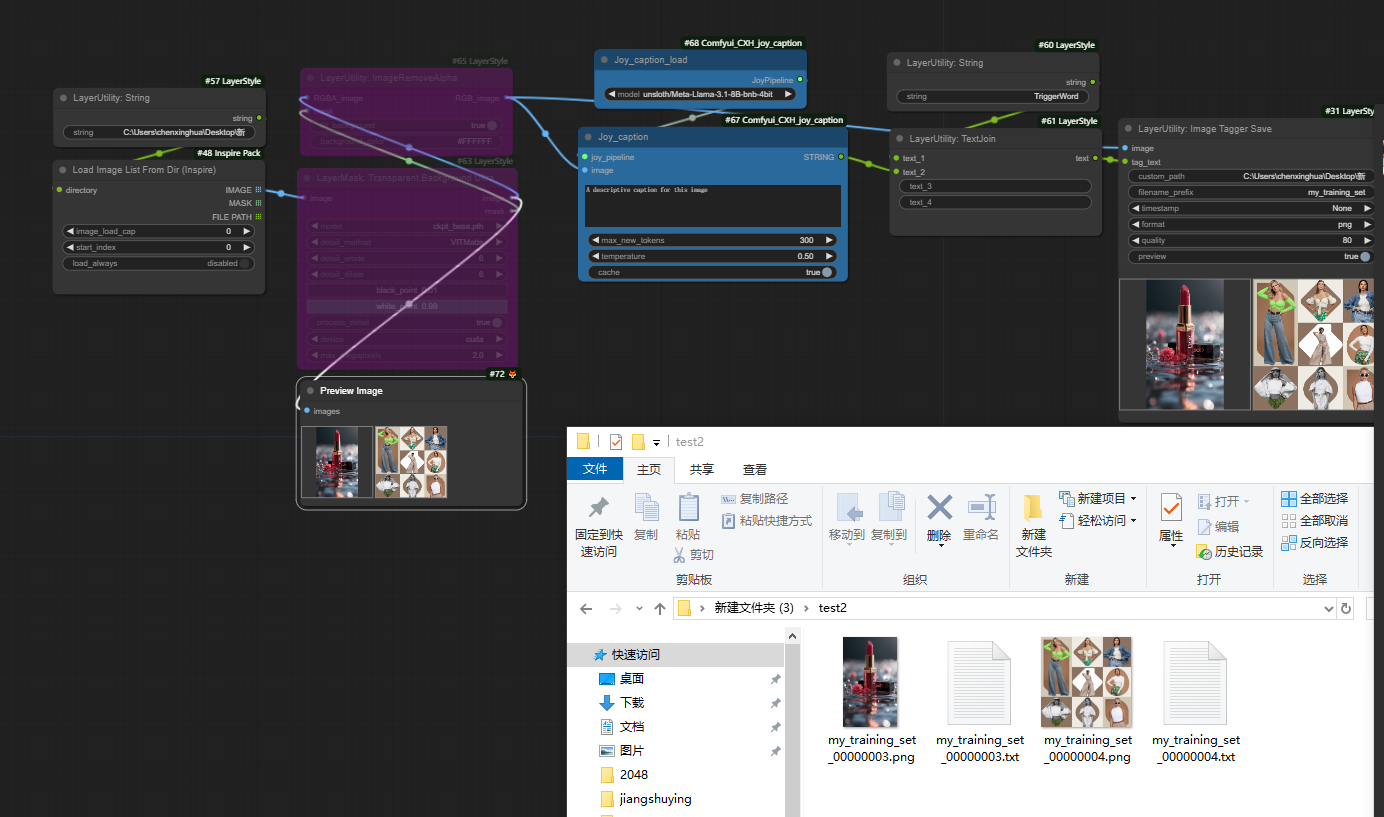 #57 LayerStyle
LayerUtility: String
string
string C:\Users\chenxinghua\Desktop\新
#48 Inspire Pack
Load Image List From Dir (Inspire)
directory IMAGE
MASK
FILE PATH
image_load_cap 0
start_index 0
load_always disabled
#65 LayerStyle
LayerUtility: ImageRemoveAlpha
RGBA_image RGB_image
true
#FFFFFF
#63 LayerStyle
LayerMask: Transparent Background
image
mask
model ckpt_base.pth
detail_method VITMatte
detail_erode 6
detail_dilate 6
black_point 0.01
white_point 0.99
process_detail true
device cuda
max_megapixels 2.0
#72
Preview Image
images
#68 Comfyui_CXH_joy_caption
Joy_caption_load
JoyPipeline
model unsloth/Meta-Llama-3.1-8B-bnb-4bit
#67 Comfyui_CXH_joy_caption
Joy_caption
joy_pipeline STRING
image
A descriptive caption for this image
max_new_tokens 300
temperature 0.50
cache true
#60 LayerStyle
LayerUtility: String
string
string TriggerWord
#61 LayerStyle
LayerUtility: TextJoin
text_1 text
text_2
text_3
text_4
#31 LayerSty
LayerUtility: Image Tagger Save
image
tag_text
custom_path C:\Users\chenxinghua\Desktop\新
filename_prefix my_training_set
timestamp None
format png
quality 80
preview true
test2
文件 主页 共享 查看
固定到快
速访问
复制
粘贴
复制路径
粘贴快捷方式
剪切
剪贴板
移动到 复制到 删除 重命名
组织
新建
文件夹
新建项目
轻松访问
新建
属性
打开
编辑
历史记录
打开
全部选择
全部取消
反向选择
选择
新建文件夹 (3) › test2
快速访问
桌面
下载
文档
图片
2048
jiangshuying
my_training_set
_00000003.png
my_training_set
_00000003.txt
my_training_set
_00000004.png
my_training_set
_00000004.txt